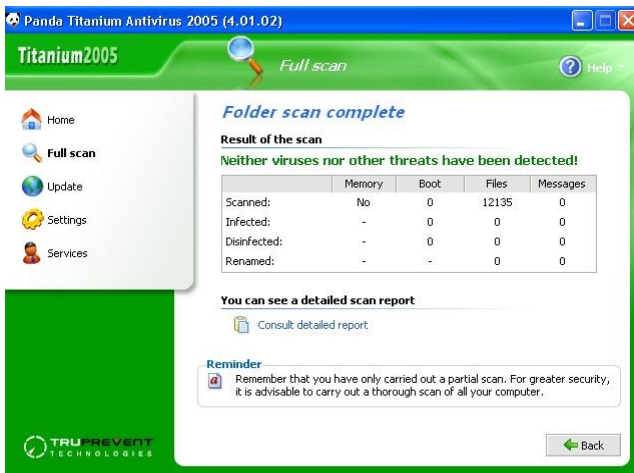 Panda Titanium Antivirus 2005 (4.01.02)
Titanium2005
Full scan
Help
Home
Full scan
Update
Settings
Services
Folder scan complete
Result of the scan
Neither viruses nor other threats have been detected!
Memory Boot Files Messages
Scanned: No 0 12135 0
Infected: - 0 0 0
Disinfected: - 0 0 0
Renamed: - - 0 0
You can see a detailed scan report
Consult detailed report
Reminder
Remember that you have only carried out a partial scan. For greater security,
it is advisable to carry out a thorough scan of all your computer.
TRUPREVENT
TECHNOLOGIES
Back